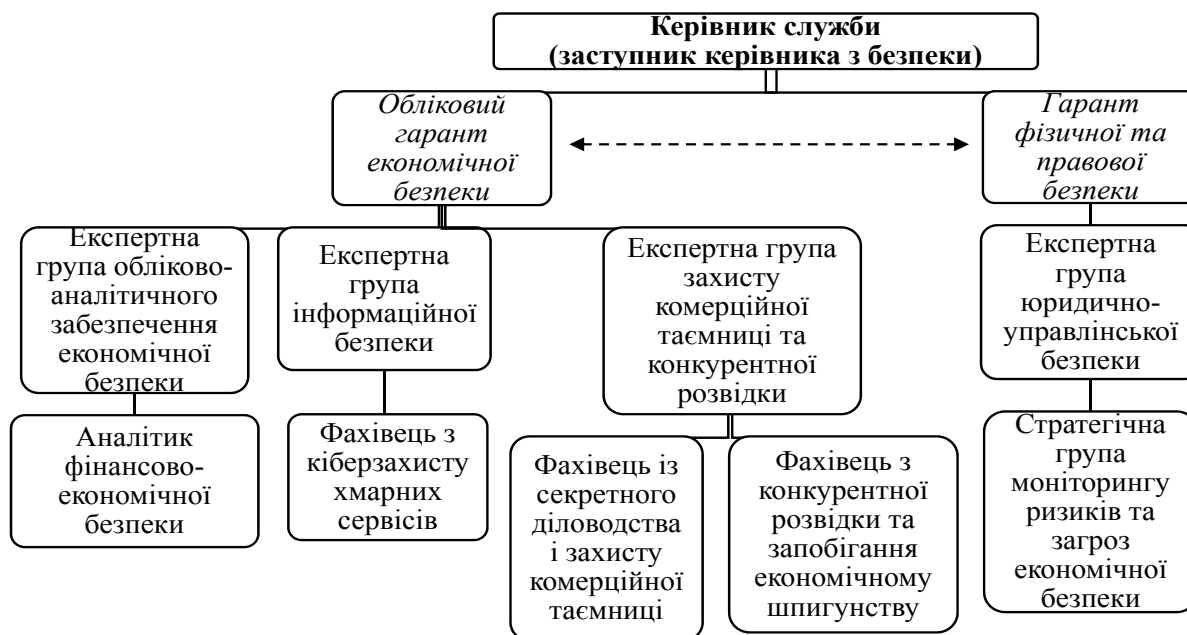 Керівник служби
(заступник керівника з безпеки)
Обліковий
гарант
економічної
безпеки
Гарант
фізичної та
правової
безпеки
Експертна
група обліково-
аналітичного
забезпечення
економічної
безпеки
Експертна
група
інформаційної
безпеки
Експертна група
захисту
комерційної
таємниці та
конкурентної
розвідки
Експертна
група
юридично-
управлінської
безпеки
Аналітик
фінансово-
економічної
безпеки
Фахівець з
кіберзахисту
хмарних
сервісів
Фахівець із
секретного
діловодства
і захисту
комерційної
таємниці
Фахівець з
конкурентної
розвідки та
запобігання
економічному
шпигунству
Стратегічна
група
моніторингу
ризиків та
загроз
економічної
безпеки